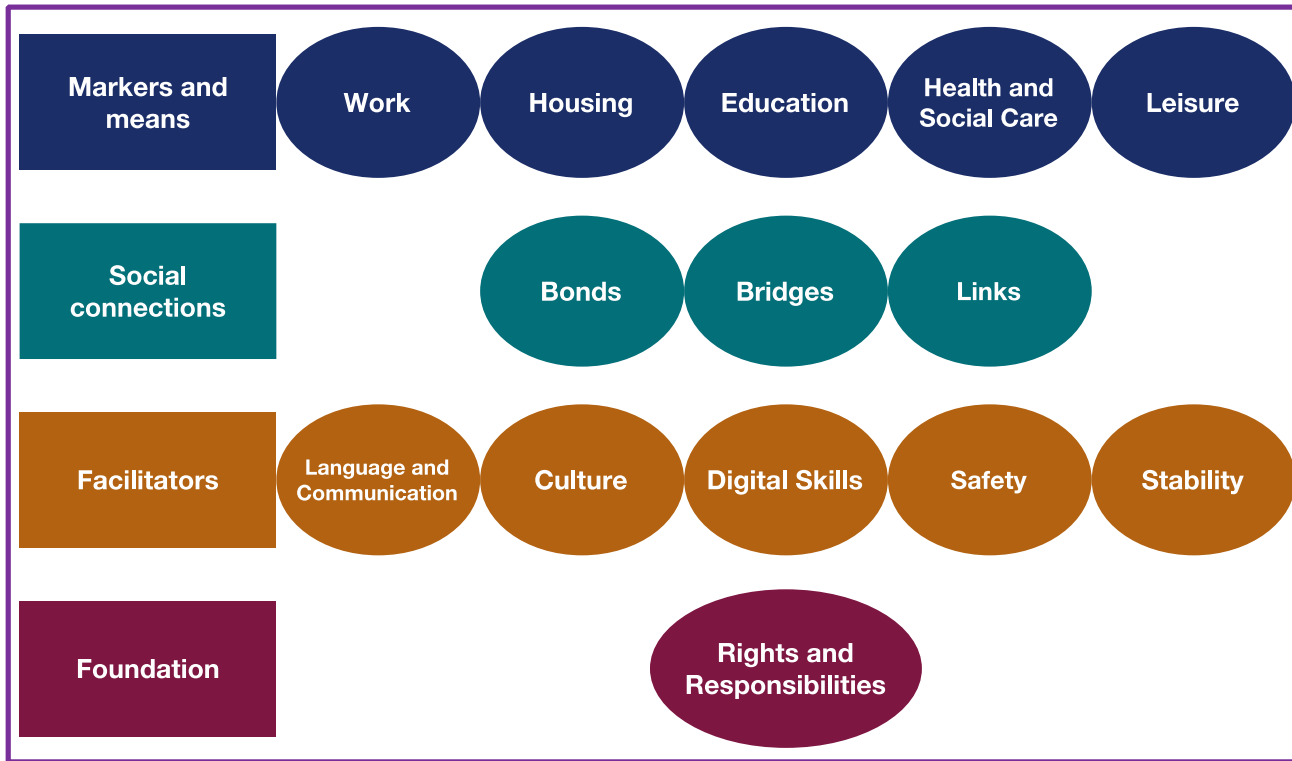 Markers and
means
Work
Housing
Education
Health and
Social Care
Leisure
Social
connections
Bonds
Bridges
Links
Facilitators
Language and
Communication
Culture
Digital Skills
Safety
Stability
Foundation
Rights and
Responsibilities